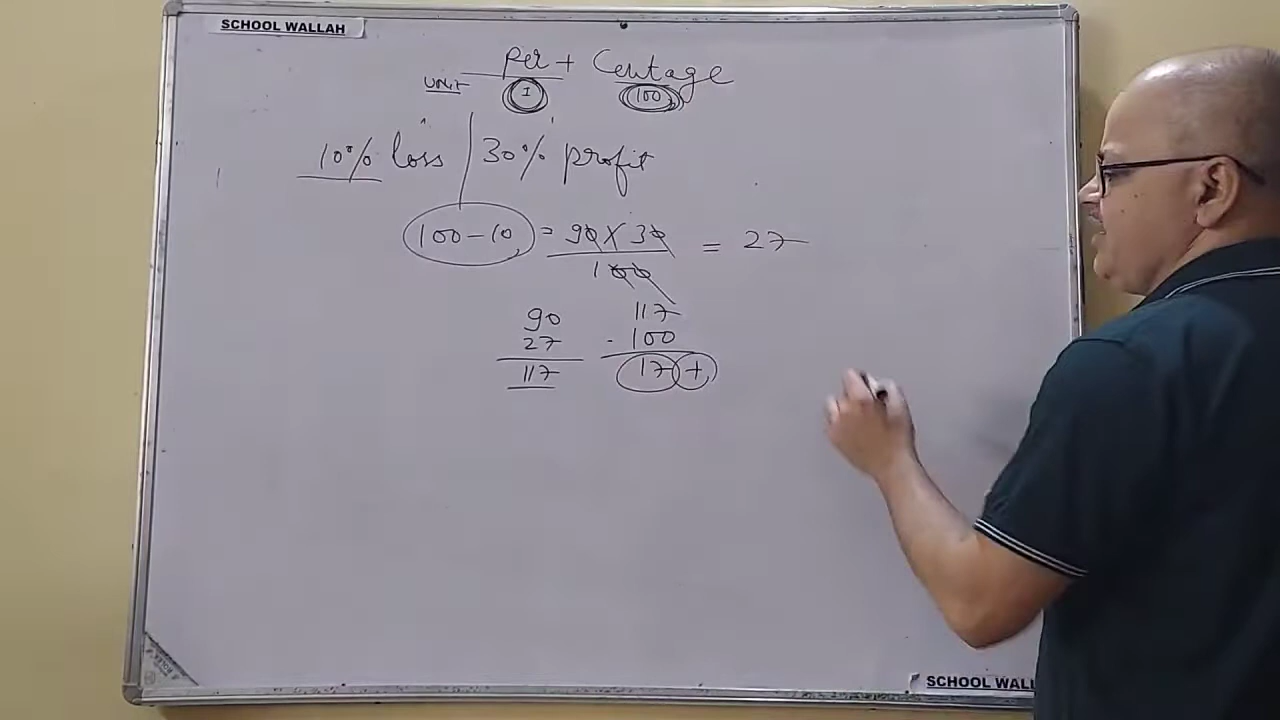 SCHOOL WALLAH
Per + Centage
UNIT 1 100
10% loss | 30% profit
100-10 = 90 X 30 = 27
100
90 117
27 - 100
117 17 +
SCHOOL WALL